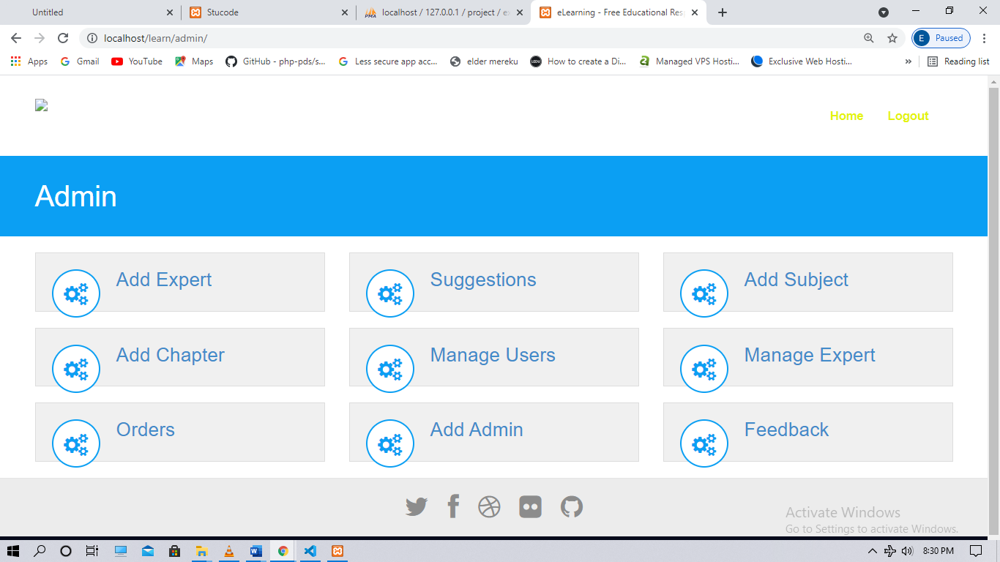 Untitled
Stucode
localhost / 127.0.0.1 / project / e
eLearning - Free Educational Res
localhost/learn/admin/
E Paused
Apps Gmail YouTube Maps GitHub - php-pds/s... Less secure app acc... elder mereku How to create a Di... Managed VPS Hosti... Exclusive Web Hosti... » Reading list
Home Logout
Admin
Add Expert
Suggestions
Add Subject
Add Chapter
Manage Users
Manage Expert
Orders
Add Admin
Feedback
Activate Windows
Go to Settings to activate Windows.
8:30 PM